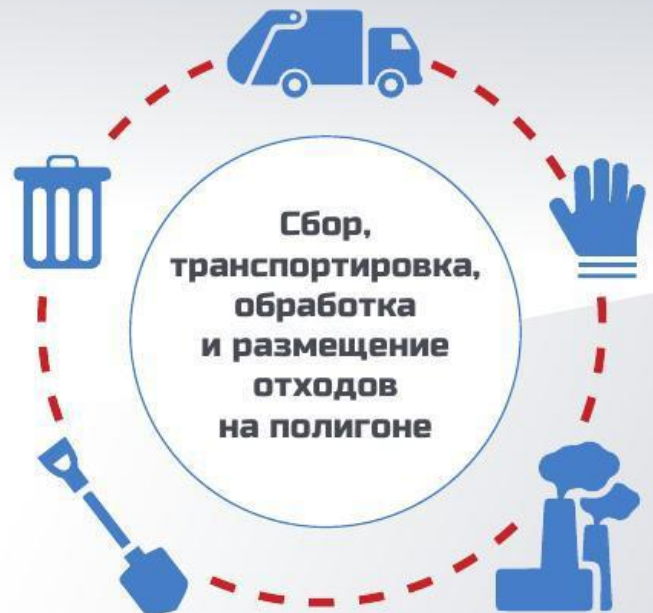 Сбор,
транспортировка,
обработка
и размещение
отходов
на полигоне